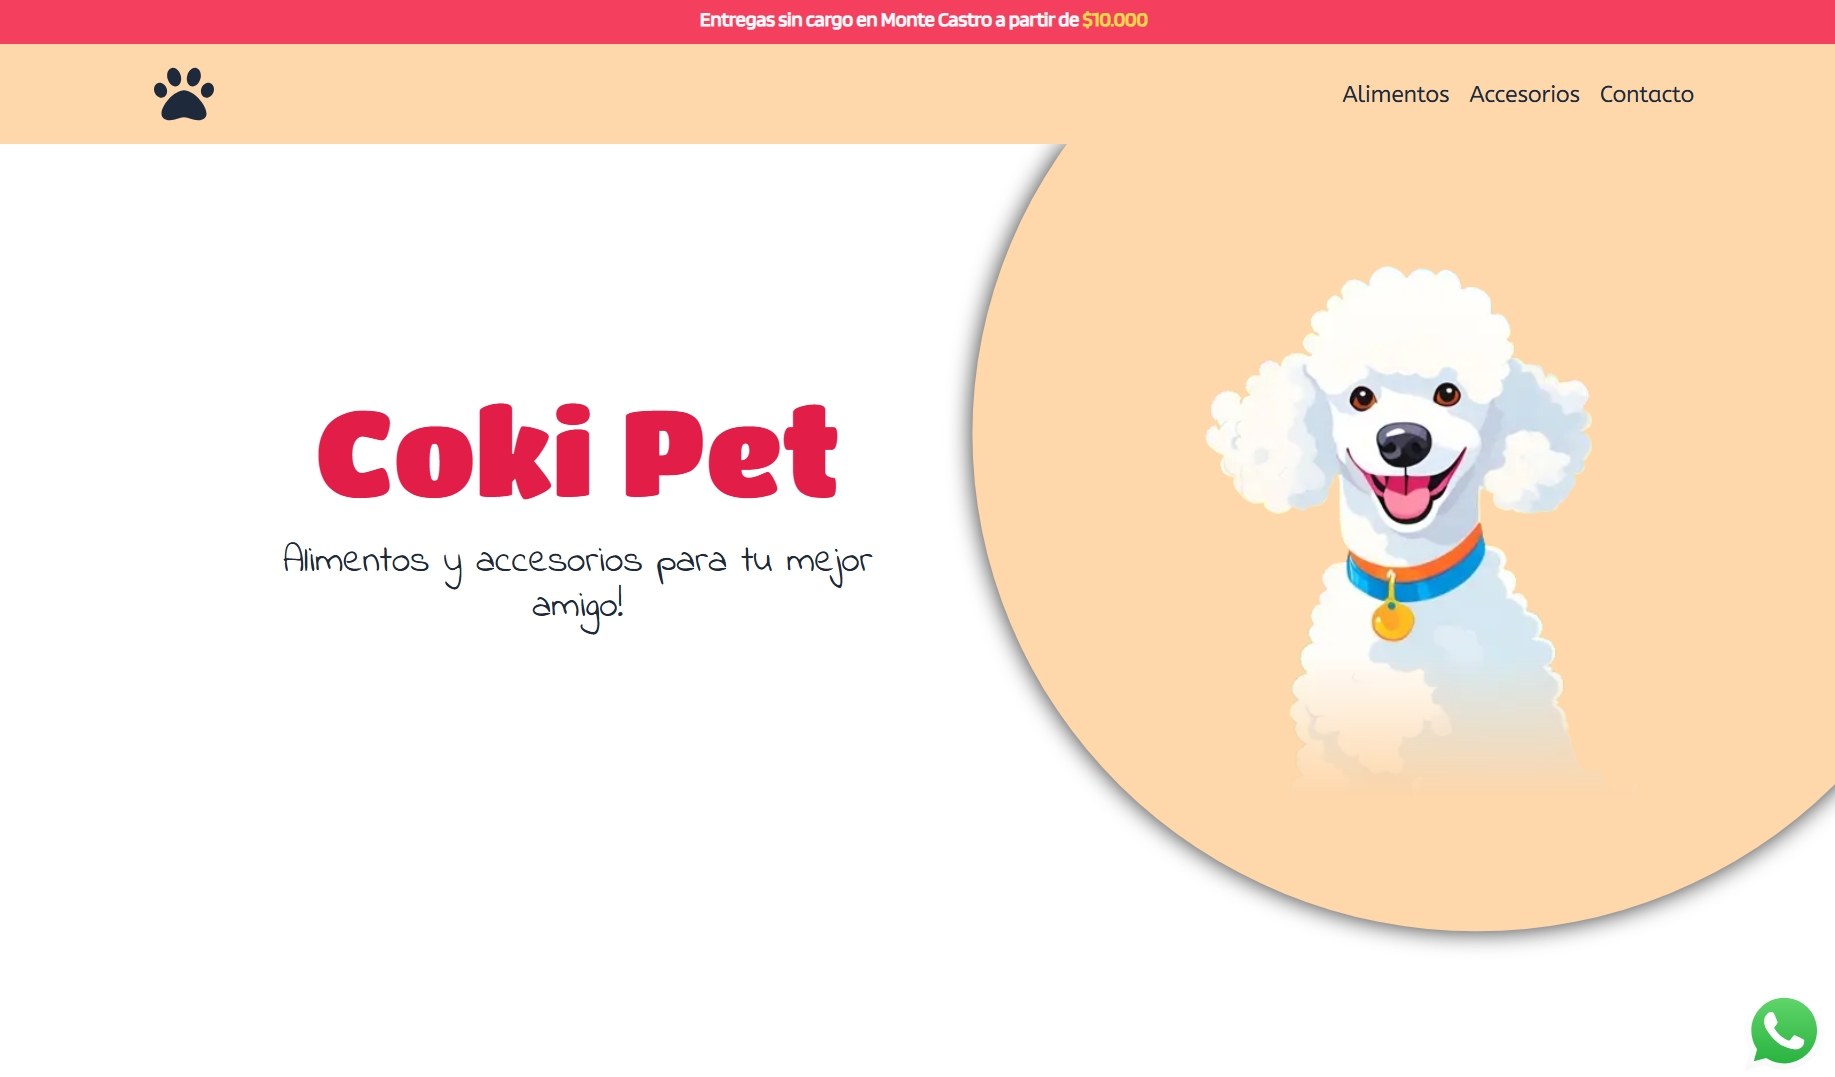 Entregas sin cargo en Monte Castro a partir de $10.000
Alimentos Accesorios Contacto
Coki Pet
Alimentos y accesorios para tu mejor
amigo!